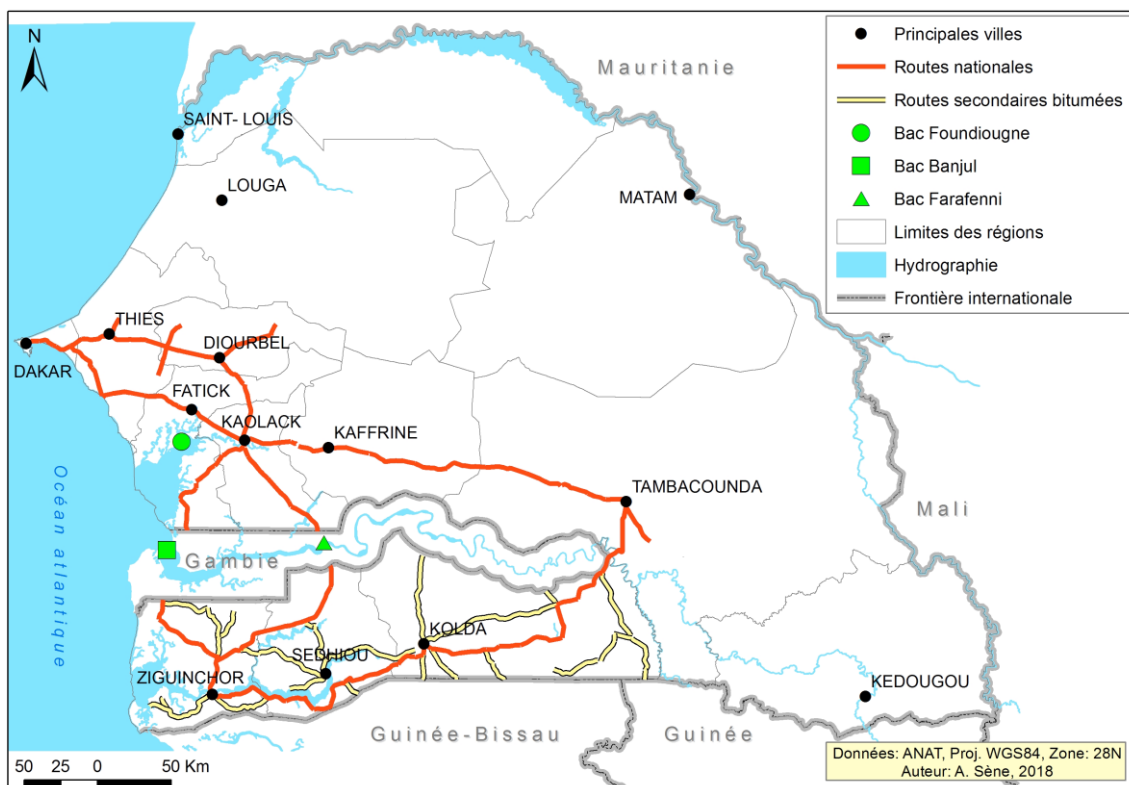 N
Mauritanie
SAINT- LOUIS
LOUGA
MATAM
THIES
DIOURBEL
DAKAR
FATICK
KAOLACK
KAFFRINE
TAMBACOUNDA
Océan atlantique
Mali
Gambie
KOLDA
SEDHIOU
ZIGUINCHOR
KEDOUGOU
Guinée-Bissau
Guinée
Principales villes
Routes nationales
Routes secondaires bitumées
Bac Foundiougne
Bac Banjul
Bac Farafenni
Limites des régions
Hydrographie
Frontière internationale
50 25 0 50 Km
Données: ANAT, Proj. WGS84, Zone: 28N
Auteur: A. Sène, 2018